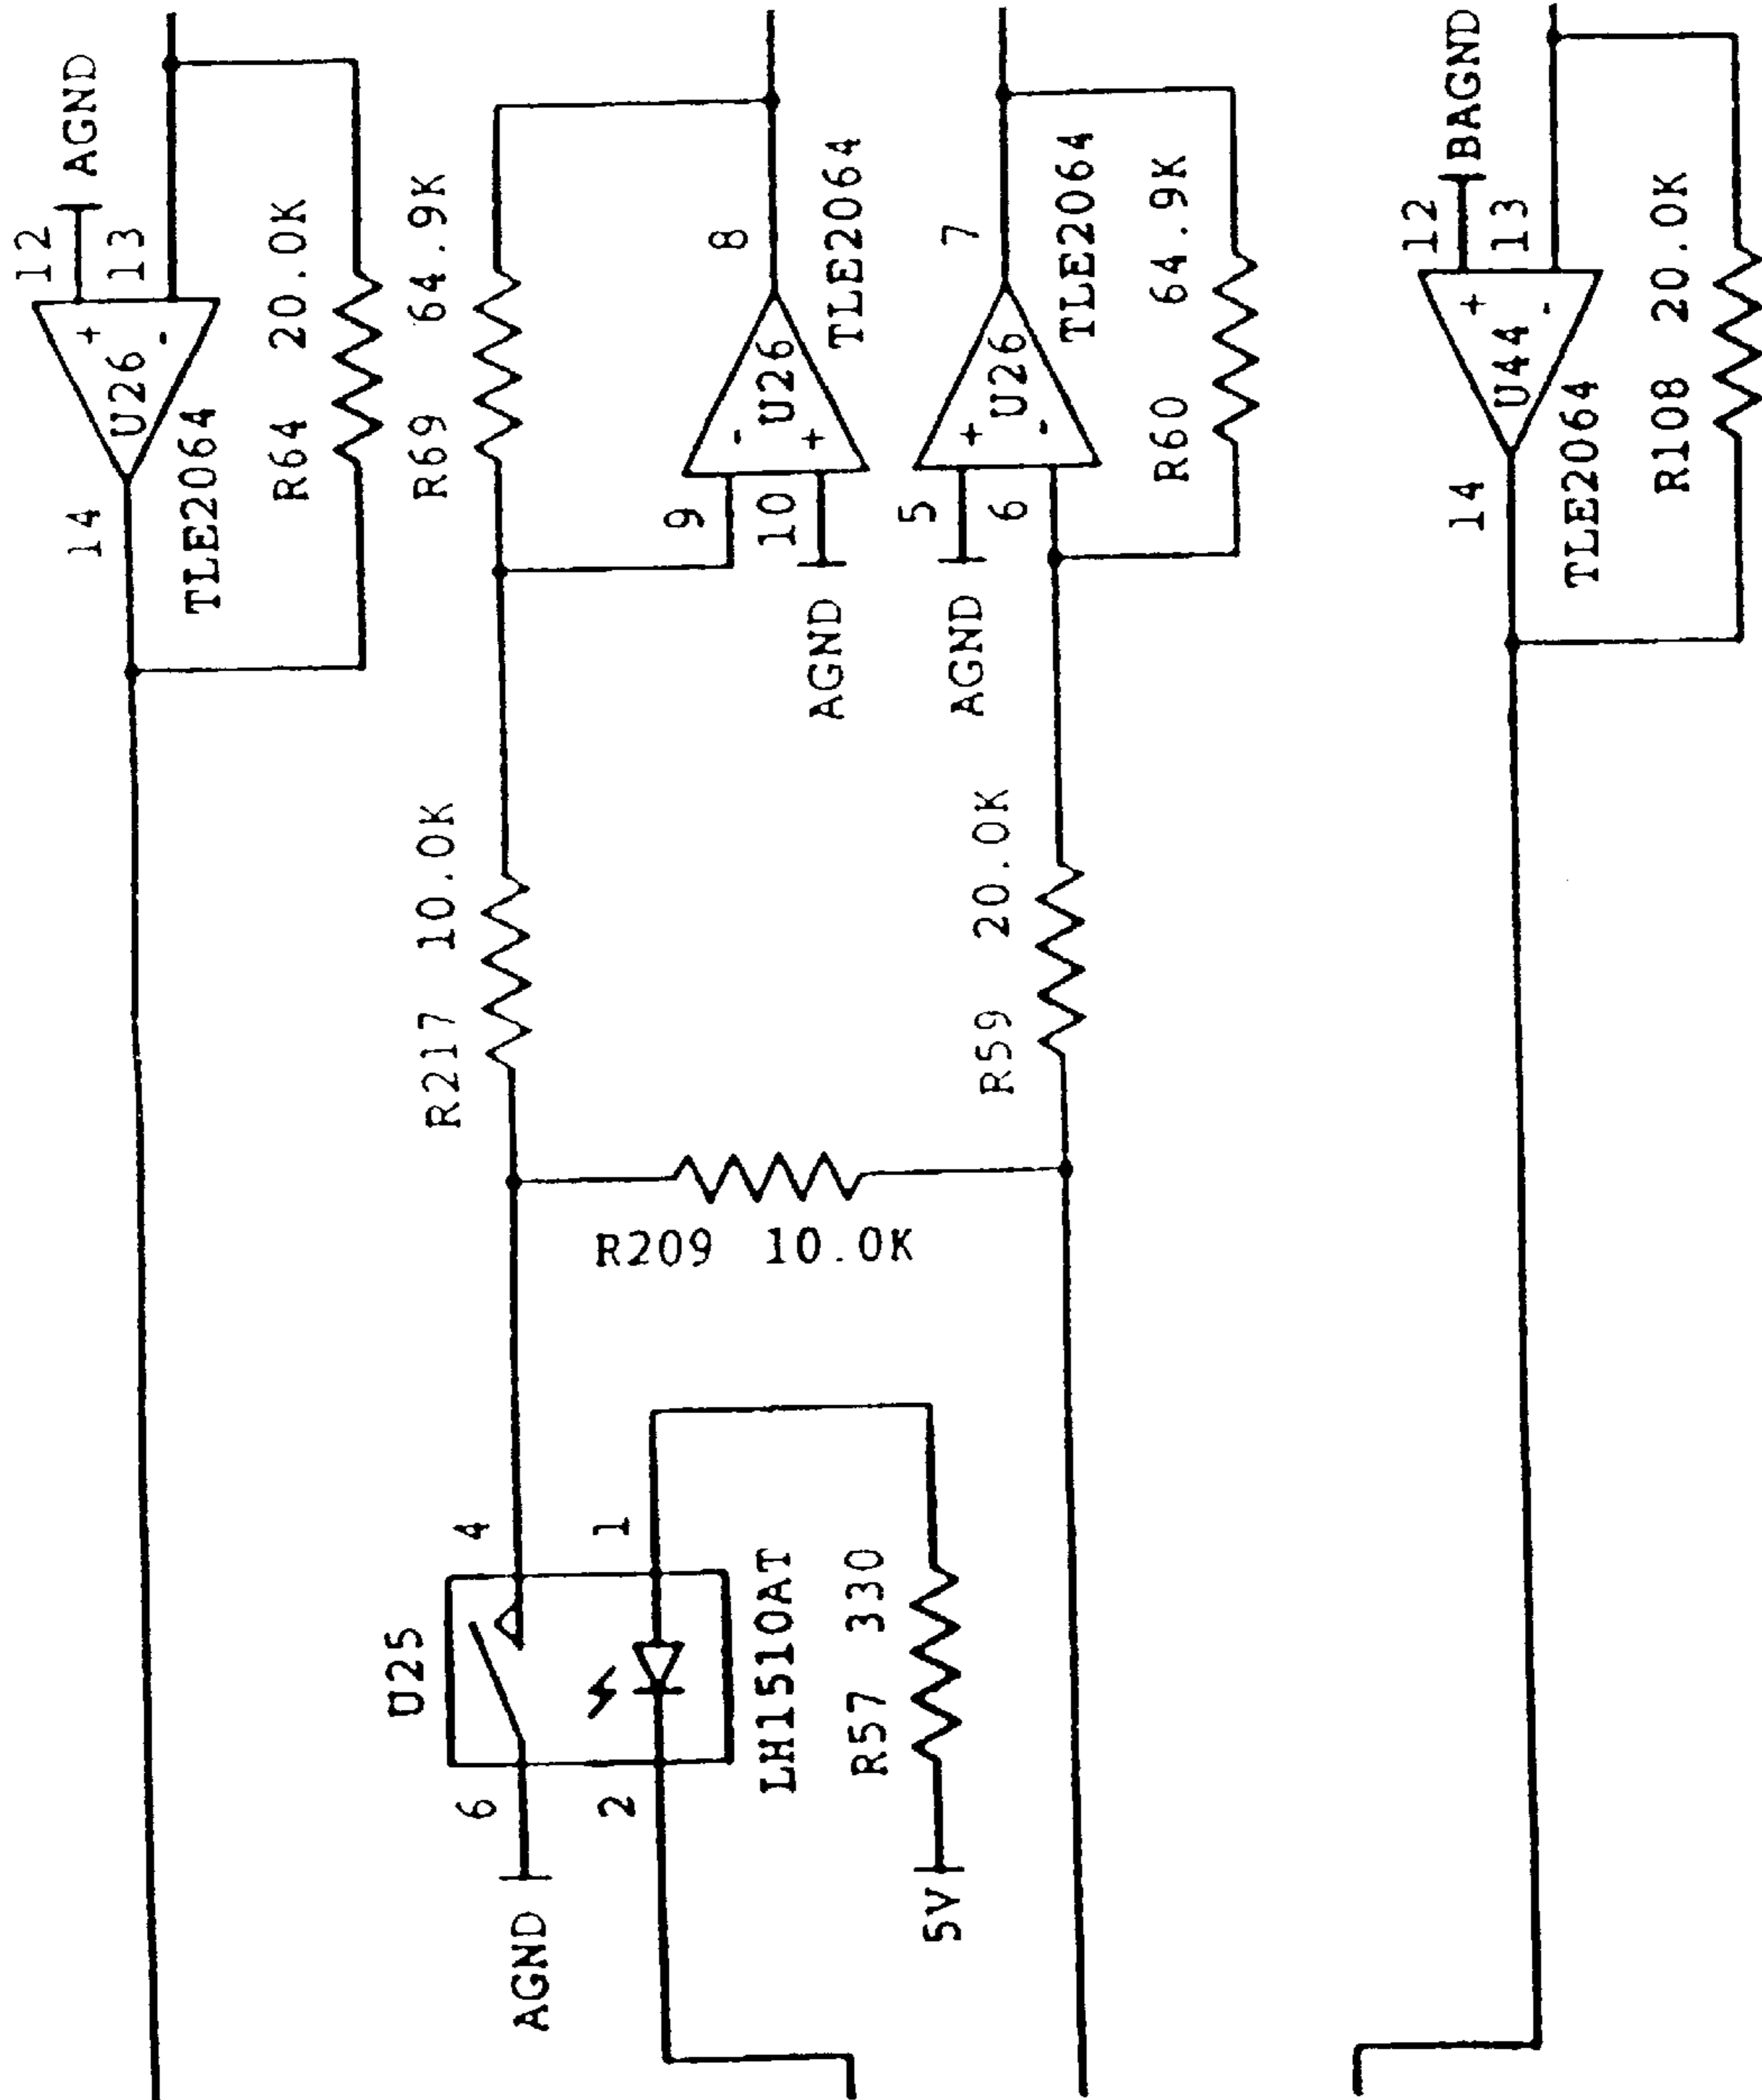 AGND
12
13
+
-
U26
14
TLE2064
R64 20.0K
R69 64.9K
8
9
10
-
+
U26
TLE2064
AGND
7
5
6
+
-
U26
TLE2064
AGND
R60 64.9K
BAGND
12
13
+
-
U44
14
TLE2064
R108 20.0K
R217 10.0K
R59 20.0K
R209 10.0K
U25
4
1
6
2
LH1510AT
AGND
R57 330
5V